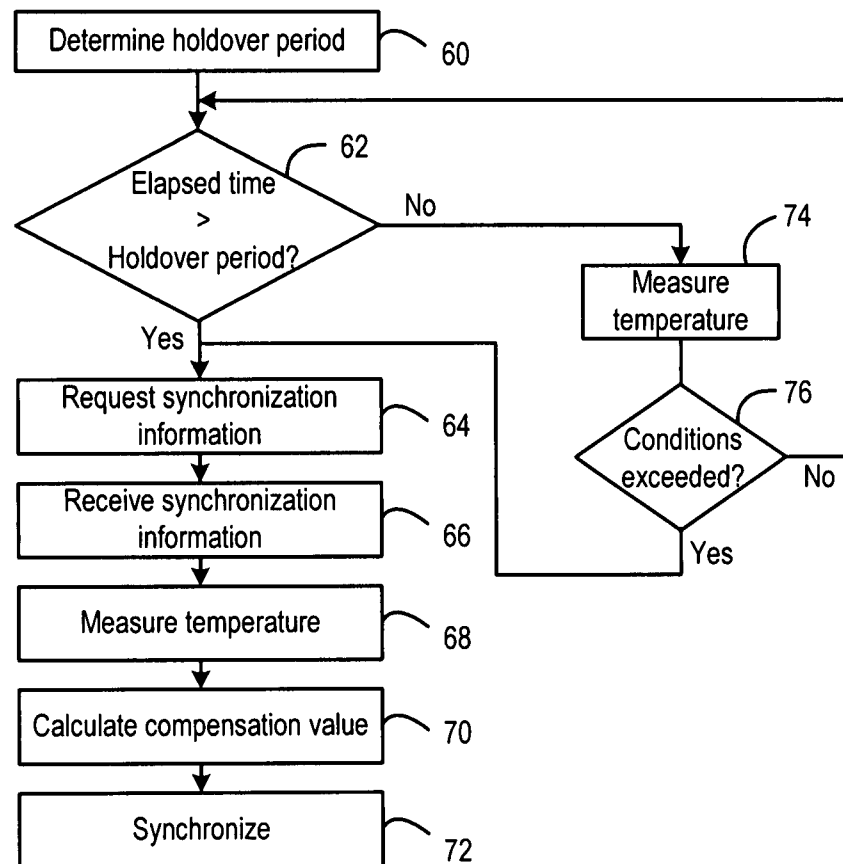 Determine holdover period
60
62
Elapsed time
>
Holdover period?
No
Yes
74
Measure
temperature
76
Conditions
exceeded?
No
Yes
Request synchronization
information
64
Receive synchronization
information
66
Measure temperature
68
Calculate compensation value
70
Synchronize
72